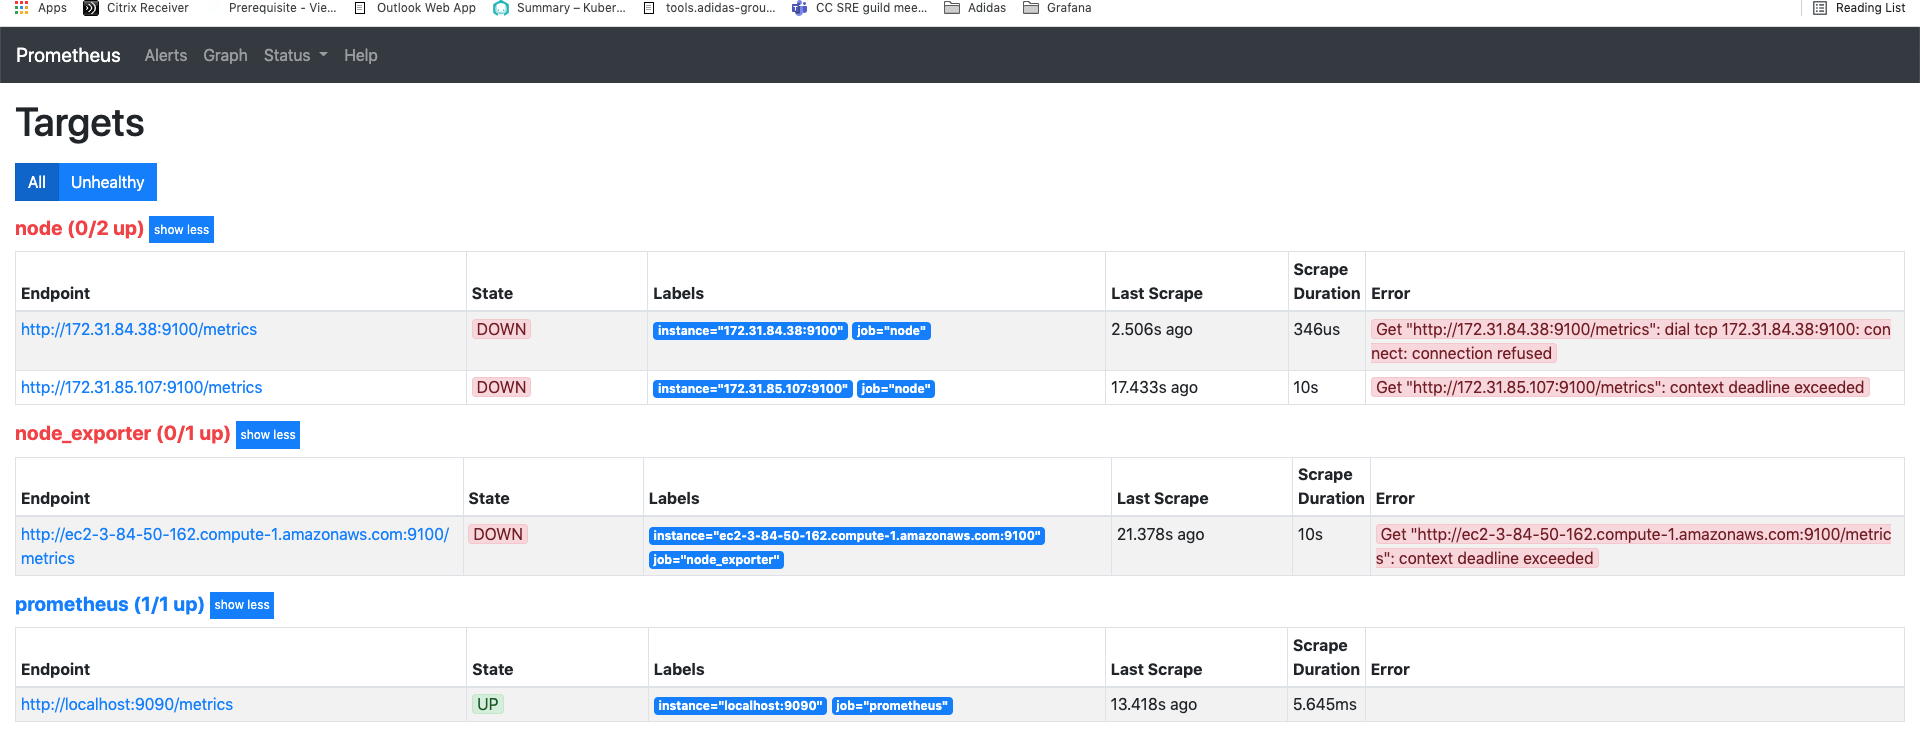 Apps Citrix Receiver Prerequisite - Vie... Outlook Web App Summary – Kuber... tools.adidas-grou... CC SRE guild mee... Adidas Grafana Reading List
Prometheus Alerts Graph Status Help
Targets
All Unhealthy
node (0/2 up) show less
Endpoint State Labels Last Scrape Scrape Duration Error
http://172.31.84.38:9100/metrics DOWN instance="172.31.84.38:9100" job="node" 2.506s ago 346us Get "http://172.31.84.38:9100/metrics": dial tcp 172.31.84.38:9100: con
nect: connection refused
http://172.31.85.107:9100/metrics DOWN instance="172.31.85.107:9100" job="node" 17.433s ago 10s Get "http://172.31.85.107:9100/metrics": context deadline exceeded
node_exporter (0/1 up) show less
Endpoint State Labels Last Scrape Scrape Duration Error
http://ec2-3-84-50-162.compute-1.amazonaws.com:9100/ DOWN instance="ec2-3-84-50-162.compute-1.amazonaws.com:9100" 21.378s ago 10s Get "http://ec2-3-84-50-162.compute-1.amazonaws.com:9100/metric
metrics job="node_exporter" s": context deadline exceeded
prometheus (1/1 up) show less
Endpoint State Labels Last Scrape Scrape Duration Error
http://localhost:9090/metrics UP instance="localhost:9090" job="prometheus" 13.418s ago 5.645ms